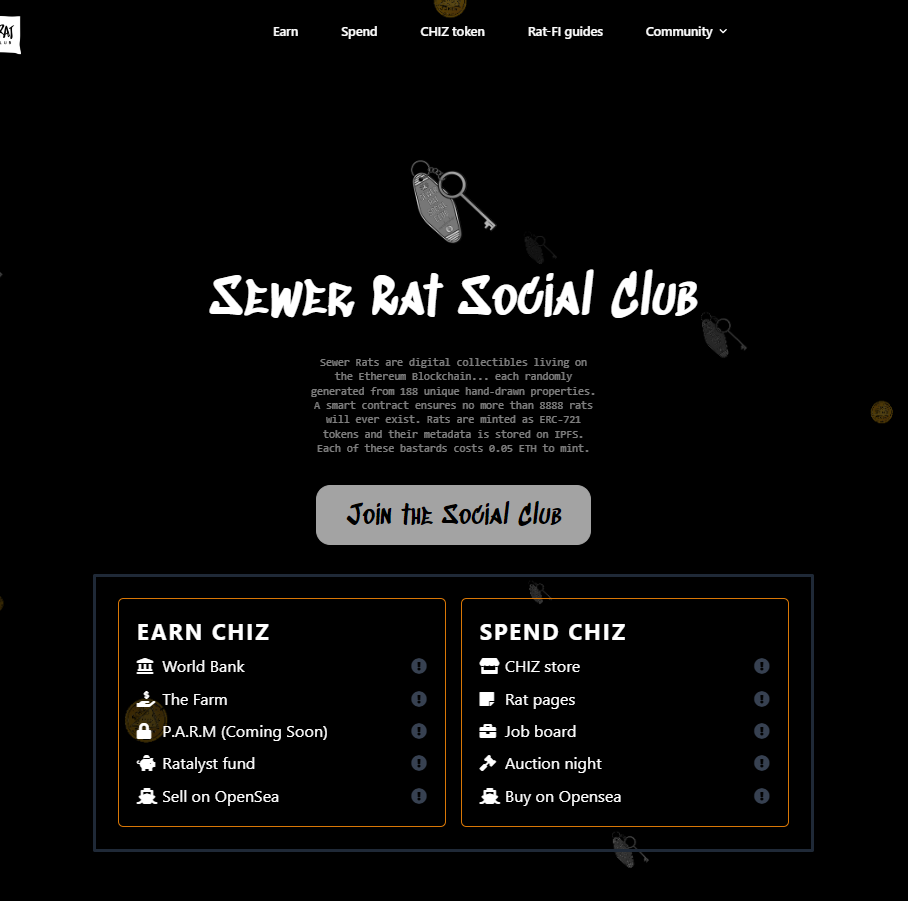 RAT
LUB
Earn Spend CHIZ token Rat-FI guides Community
Sewer Rat Social Club
Sewer Rats are digital collectibles living on
the Ethereum Blockchain... each randomly
generated from 188 unique hand-drawn properties.
A smart contract ensures no more than 8888 rats
will ever exist. Rats are minted as ERC-721
tokens and their metadata is stored on IPFS.
Each of these bastards costs 0.05 ETH to mint.
Join the Social Club
EARN CHIZ
World Bank
The Farm
P.A.R.M (Coming Soon)
Ratalyst fund
Sell on OpenSea
SPEND CHIZ
CHIZ store
Rat pages
Job board
Auction night
Buy on Opensea